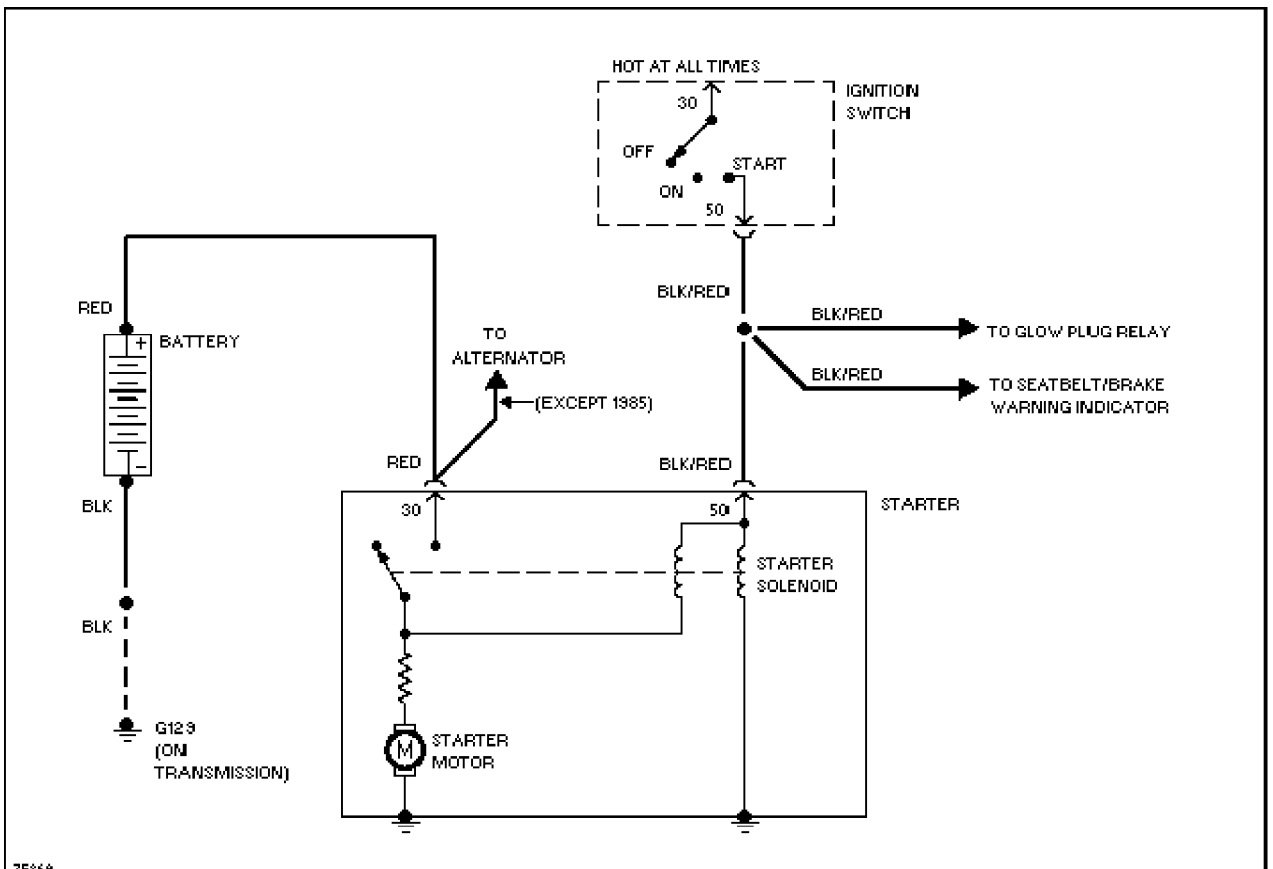 HOT AT ALL TIMES
30
IGNITION
SWITCH
OFF
START
ON
50
RED
BATTERY
+
-
TO
ALTERNATOR
(EXCEPT 1985)
BLK/RED
BLK/RED
TO GLOW PLUG RELAY
BLK/RED
TO SEATBELT/BRAKE
WARNING INDICATOR
RED
BLK/RED
BLK
30
50
STARTER
STARTER
SOLENOID
BLK
G129
(ON
TRANSMISSION)
M
STARTER
MOTOR